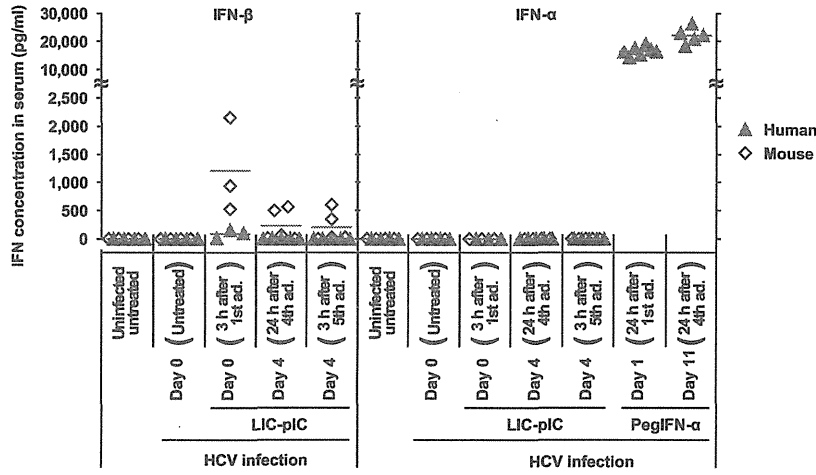 IFN-β
IFN-α
IFN concentration in serum (pg/ml)
30,000
20,000
10,000
2,500
2,000
1,500
1,000
500
0
Human
Mouse
Uninfected
untreated
Day 0 (Untreated)
Day 0 (3 h after
1st ad.)
Day 4 (24 h after
4th ad.)
Day 4 (3 h after
5th ad.)
Uninfected
untreated
Day 0 (Untreated)
Day 0 (3 h after
1st ad.)
Day 4 (24 h after
4th ad.)
Day 4 (3 h after
5th ad.)
Day 1 (24 h after
1st ad.)
Day 11 (24 h after
4th ad.)
LIC-pIC
LIC-pIC
PegIFN-α
HCV infection
HCV infection